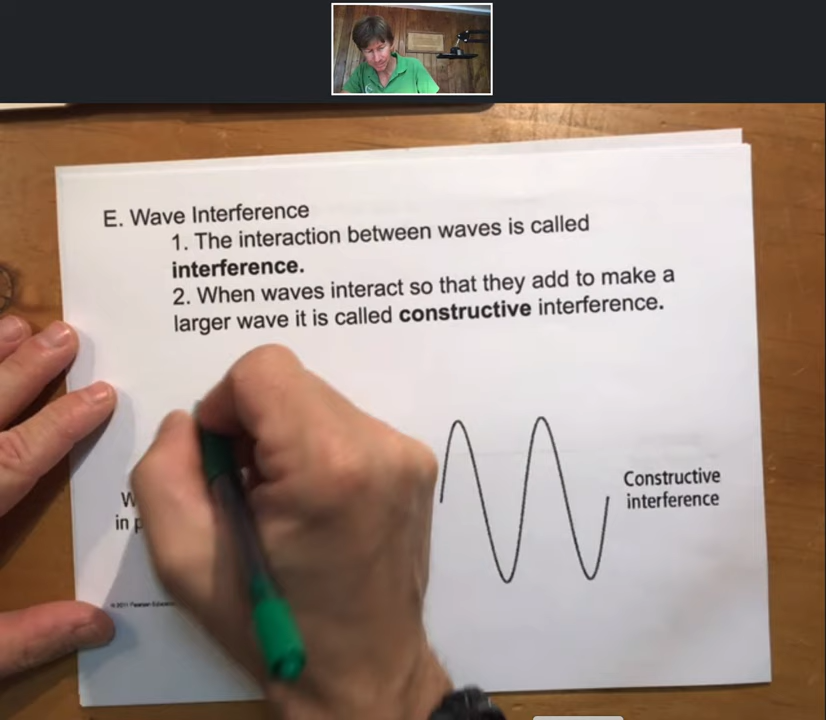 E. Wave Interference
1. The interaction between waves is called
interference.
2. When waves interact so that they add to make a
larger wave it is called constructive interference.
Constructive
interference
in